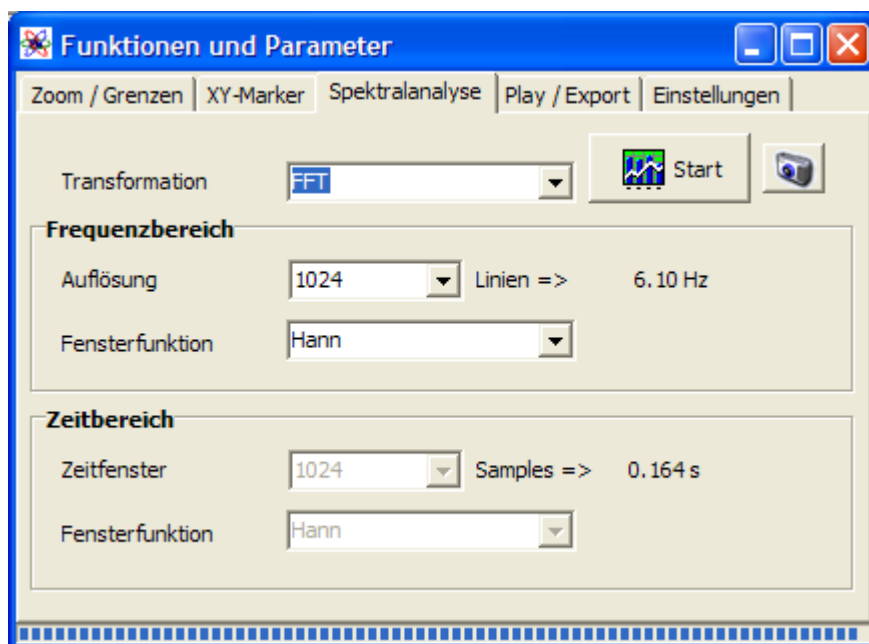 Funktionen und Parameter
Zoom / Grenzen XY-Marker Spektralanalyse Play / Export Einstellungen
Transformation FFT Start
Frequenzbereich
Auflösung 1024 Linien => 6.10 Hz
Fensterfunktion Hann
Zeitbereich
Zeitfenster 1024 Samples => 0.164 s
Fensterfunktion Hann